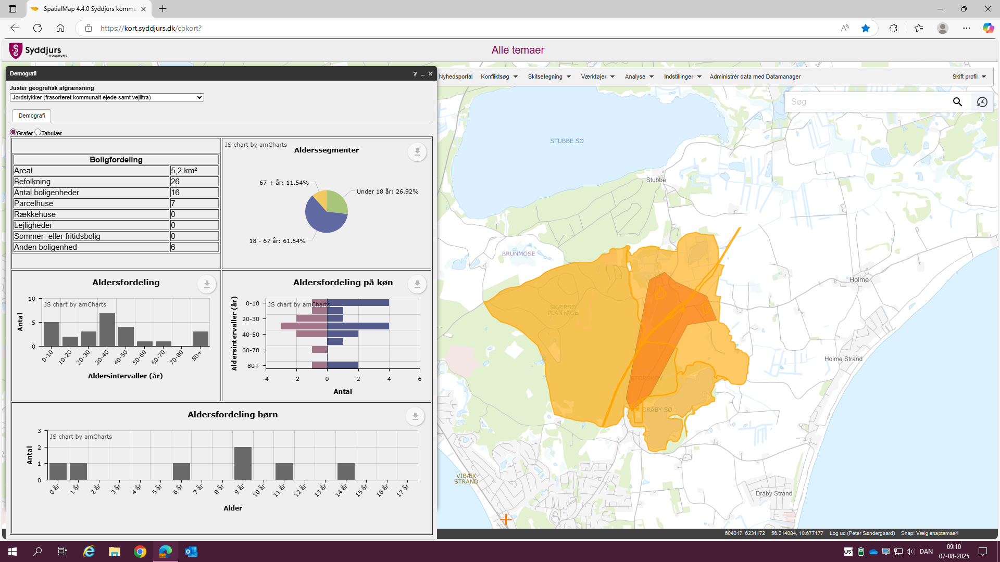 SpatialMap 4.4.0 Syddjurs kommu
https://kort.syddjurs.dk/cbkort?
Syddjurs
KOMMUNE
Alle temaer
Demografi
? _ ×
Nyhedsportal Konfliktsøg Skitsetegning Værktøjer Analyse Indstillinger Administrér data med Datamanager Skift profil
Juster geografisk afgrænsning
Jordstykker (frasorteret kommunalt ejede samt vejlitra)
Søg
Demografi
Grafer Tabulær
Boligfordeling
Areal 5,2 km²
Befolkning 26
Antal boligenheder 16
Parcelhuse 7
Rækkehuse 0
Lejligheder 0
Sommer- eller fritidsbolig 0
Anden boligenhed 6
JS chart by amCharts
Alderssegmenter
67 + år: 11.54%
Under 18 år: 26.92%
18 - 67 år: 61.54%
Aldersfordeling
JS chart by amCharts
Antal
10
5
0
0-10 10-20 20-30 30-40 40-50 50-60 60-70 70-80 80+
Aldersintervaller (år)
Aldersfordeling på køn
JS chart by amCharts
Aldersintervaller (år)
0-10
20-30
40-50
60-70
80+
-4 -2 0 2 4 6
Antal
Aldersfordeling børn
JS chart by amCharts
Antal
3
2
1
0
0 år 1 år 2 år 3 år 4 år 5 år 6 år 7 år 8 år 9 år 10 år 11 år 12 år 13 år 14 år 15 år 16 år 17 år
Alder
STUBBE SØ
Stubbe
BRUNMOSE
Holme
SKÆRSØ
PLANTAGE
Holme Strand
STORSKOV
DRÅBY SØ
VIBÆK
STRAND
Dråby Strand
604017, 6231172 56.214084, 10.677177 Log ud (Peter Søndergaard) Snap: Vælg snaptemaer!
DAN
09:10
07-08-2025